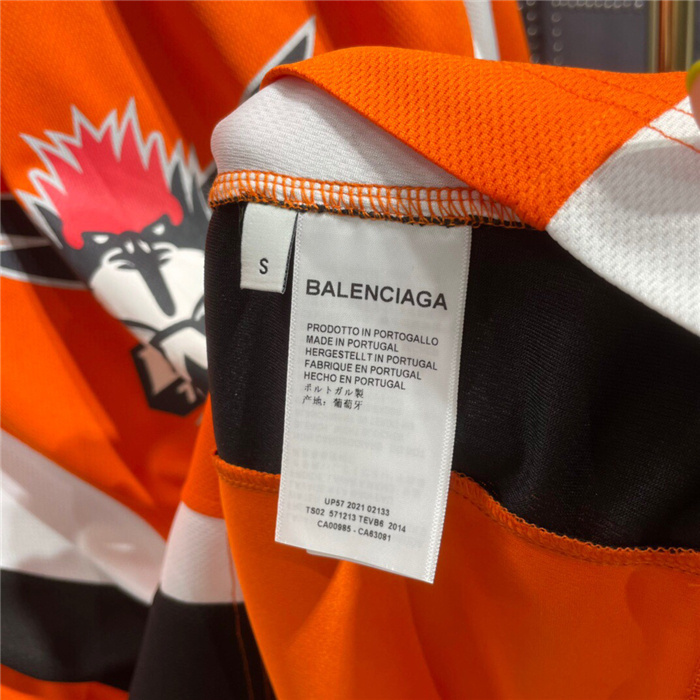 S
BALENCIAGA
PRODOTTO IN PORTOGALLO
MADE IN PORTUGAL
HERGESTELLT IN PORTUGAL
FABRIQUE EN PORTUGAL
HECHO EN PORTUGAL
ポルトガル製
产地: 葡萄牙
UP57 2021 02133
TS02 571213 TEVB6 2014
CA00985 - CA63081